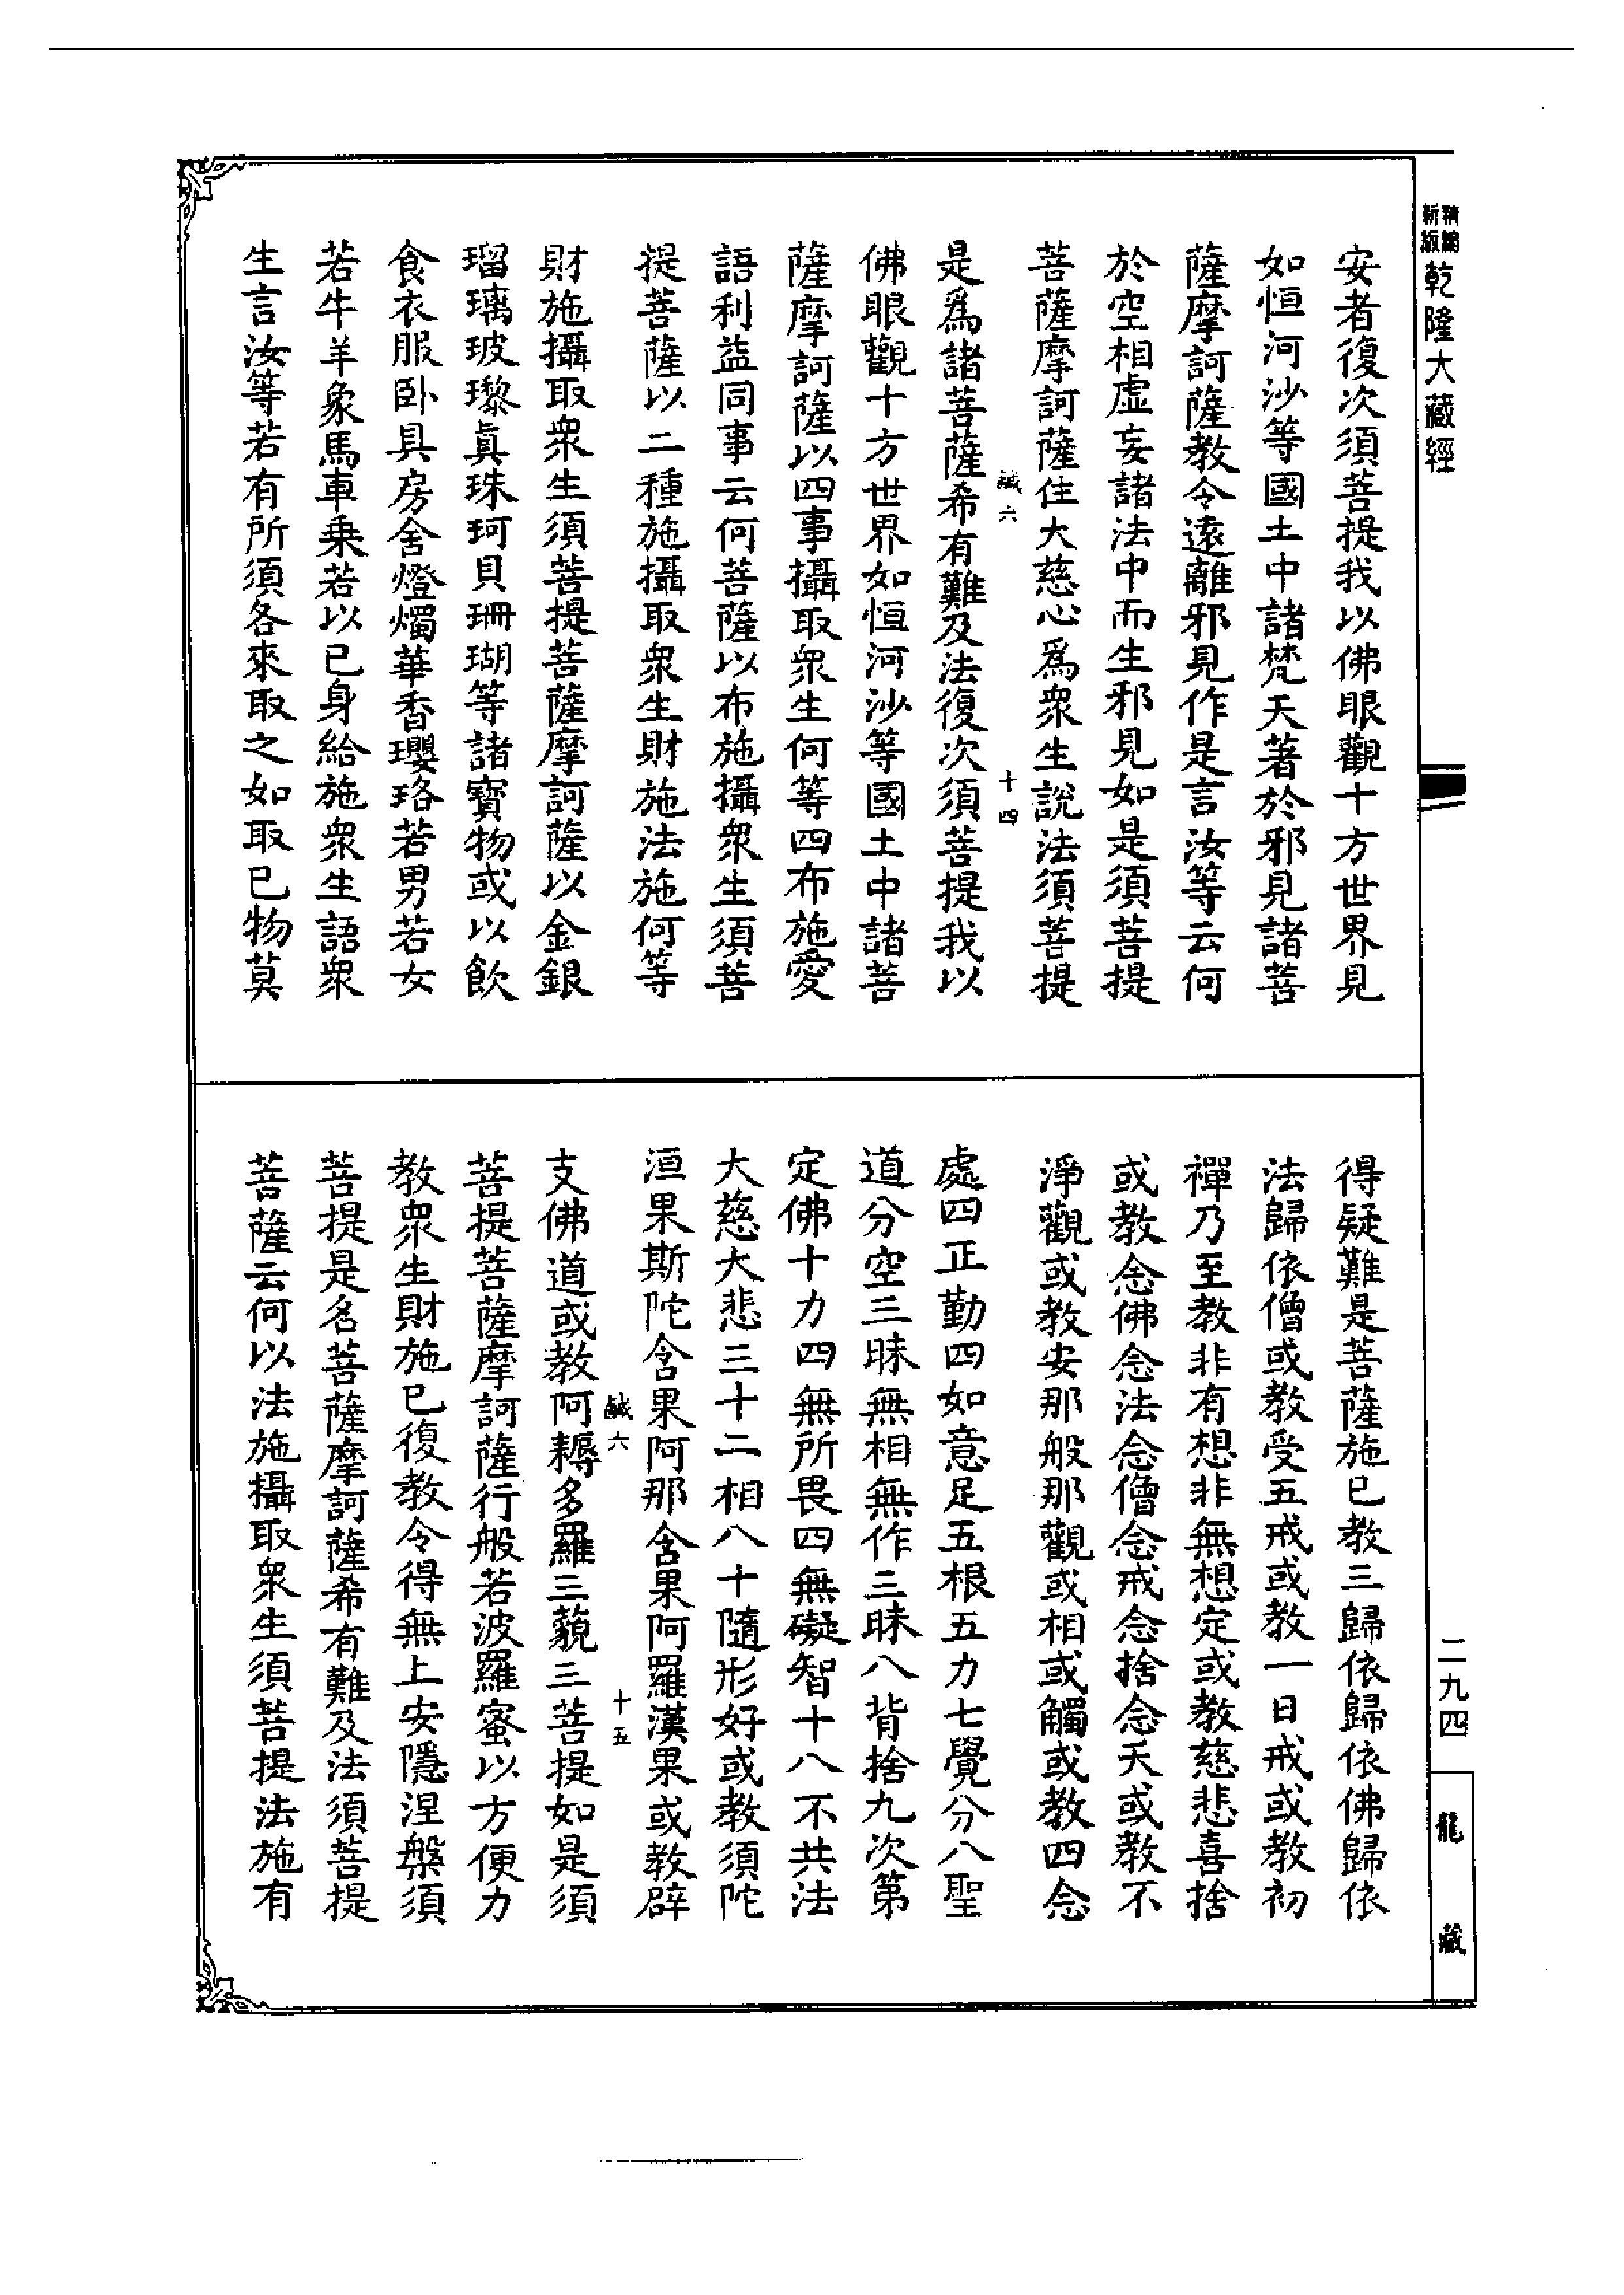 精編新版乾隆大藏經
安者復次須菩提我以佛眼觀十方世界見
如恒河沙等國土中諸梵天著於邪見諸菩
薩摩訶薩教令遠離邪見作是言汝等云何
於空相虛妄諸法中而生邪見如是須菩提
菩薩摩訶薩住大慈心爲衆生說法須菩提
鹹六 十四
是爲諸菩薩希有難及法復次須菩提我以
佛眼觀十方世界如恒河沙等國土中諸菩
薩摩訶薩以四事攝取衆生何等四布施愛
語利益同事云何菩薩以布施攝衆生須菩
提菩薩以二種施攝取衆生財施法施何等
財施攝取衆生須菩提菩薩摩訶薩以金銀
瑠璃玻瓈眞珠珂貝珊瑚等諸寶物或以飲
食衣服卧具房舍燈燭華香瓔珞若男若女
若牛羊象馬車乗若以已身給施衆生語衆
生言汝等若有所須各來取之如取已物莫
得疑難是菩薩施已教三歸依歸依佛歸依
法歸依僧或教受五戒或教一日戒或教初
禪乃至教非有想非無想定或教慈悲喜捨
或教念佛念法念僧念戒念捨念天或教不
淨觀或教安那般那觀或相或觸或教四念
處四正勤四如意足五根五力七覺分八聖
道分空三昧無相無作三昧八背捨九次第
定佛十力四無所畏四無礙智十八不共法
大慈大悲三十二相八十隨形好或教須陀
洹果斯陀含果阿那含果阿羅漢果或教辟
鹹六 十五
支佛道或教阿耨多羅三藐三菩提如是須
菩提菩薩摩訶薩行般若波羅蜜以方便力
教衆生財施已復教令得無上安隱涅槃須
菩提是名菩薩摩訶薩希有難及法須菩提
菩薩云何以法施攝取衆生須菩提法施有
二九四
龍藏